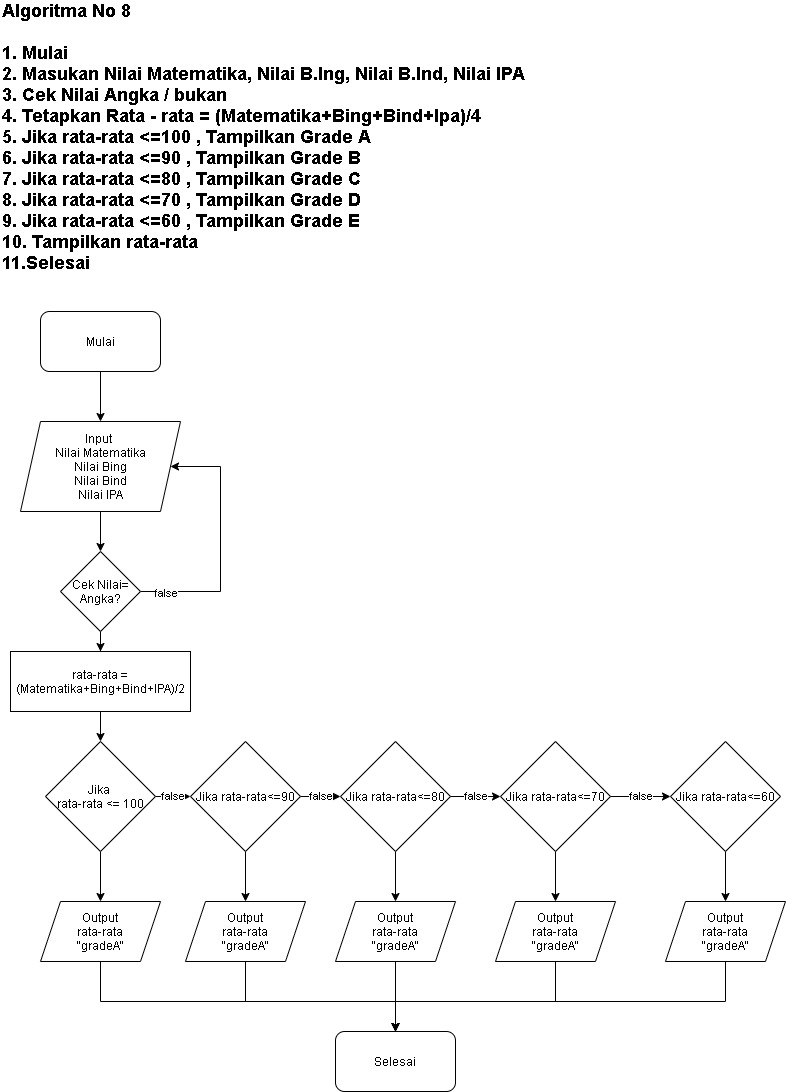 Algoritma No 8
1. Mulai
2. Masukan Nilai Matematika, Nilai B.Ing, Nilai B.Ind, Nilai IPA
3. Cek Nilai Angka / bukan
4. Tetapkan Rata - rata = (Matematika+Bing+Bind+Ipa)/4
5. Jika rata-rata <=100 , Tampilkan Grade A
6. Jika rata-rata <=90 , Tampilkan Grade B
7. Jika rata-rata <=80 , Tampilkan Grade C
8. Jika rata-rata <=70 , Tampilkan Grade D
9. Jika rata-rata <=60 , Tampilkan Grade E
10. Tampilkan rata-rata
11.Selesai
Mulai
Input
Nilai Matematika
Nilai Bing
Nilai Bind
Nilai IPA
Cek Nilai=
Angka?
false
rata-rata =
(Matematika+Bing+Bind+IPA)/2
Jika
rata-rata <= 100
false
Jika rata-rata<=90
false
Jika rata-rata<=80
false
Jika rata-rata<=70
false
Jika rata-rata<=60
Output
rata-rata
"gradeA"
Output
rata-rata
"gradeA"
Output
rata-rata
"gradeA"
Output
rata-rata
"gradeA"
Output
rata-rata
"gradeA"
Selesai